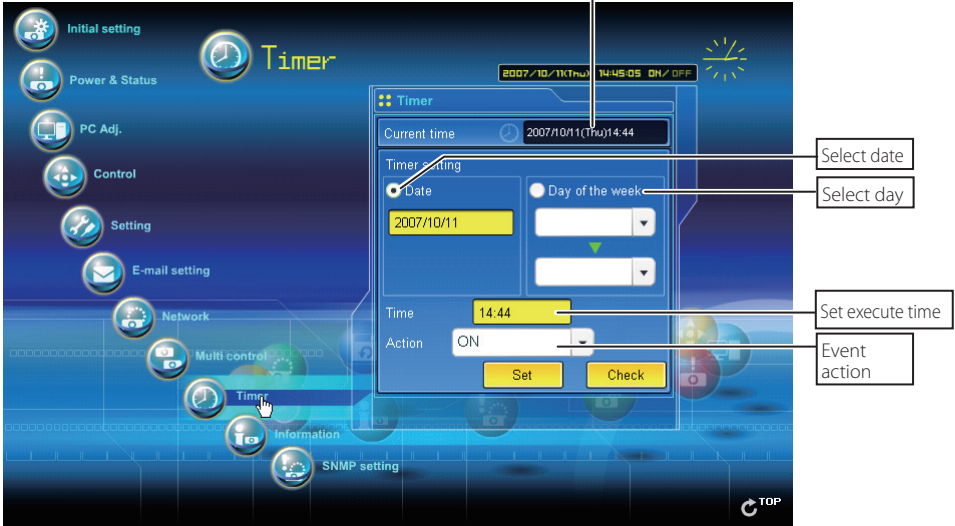 Initial setting
Power & Status
PC Adj.
Control
Setting
E-mail setting
Network
Multi control
Timer
Information
SNMP setting
Timer
2007/10/11(Thu) 14:45:05 ON/OFF
Timer
Current time
2007/10/11(Thu)14:44
Timer setting
Date
Day of the week
2007/10/11
Time
14:44
Action
ON
Set
Check
Select date
Select day
Set execute time
Event
action
TOP